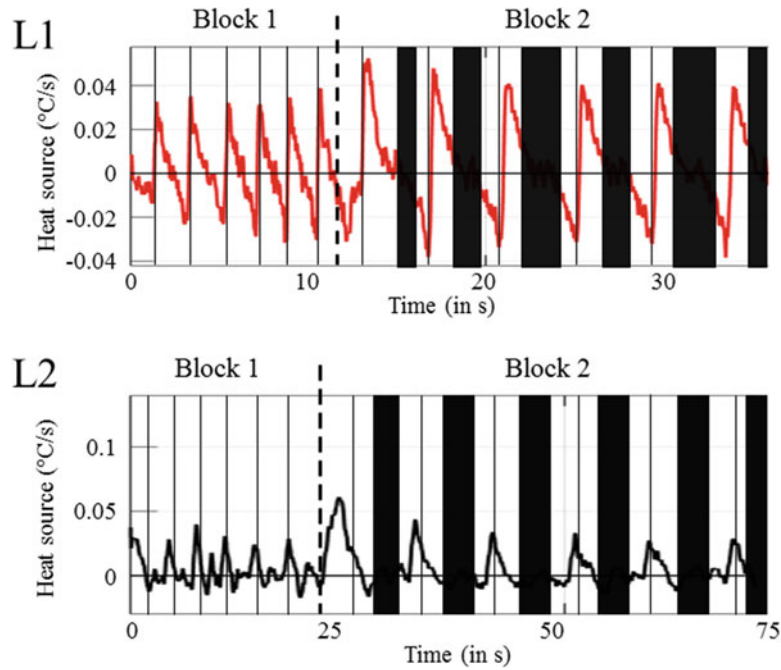 L1
Block 1 Block 2
Heat source (°C/s)
0.04
0.02
0
-0.02
-0.04
0 10 20 30
Time (in s)
L2
Block 1 Block 2
Heat source (°C/s)
0.1
0.05
0
0 25 50 75
Time (in s)